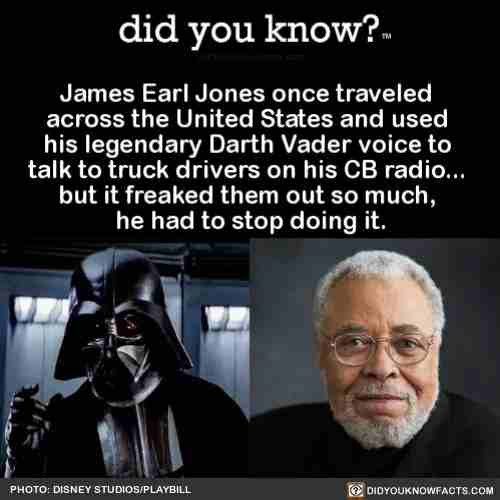 did you know?™
James Earl Jones once traveled
across the United States and used
his legendary Darth Vader voice to
talk to truck drivers on his CB radio...
but it freaked them out so much,
he had to stop doing it.
PHOTO: DISNEY STUDIOS/PLAYBILL
DIDYOUKNOWFACTS.COM